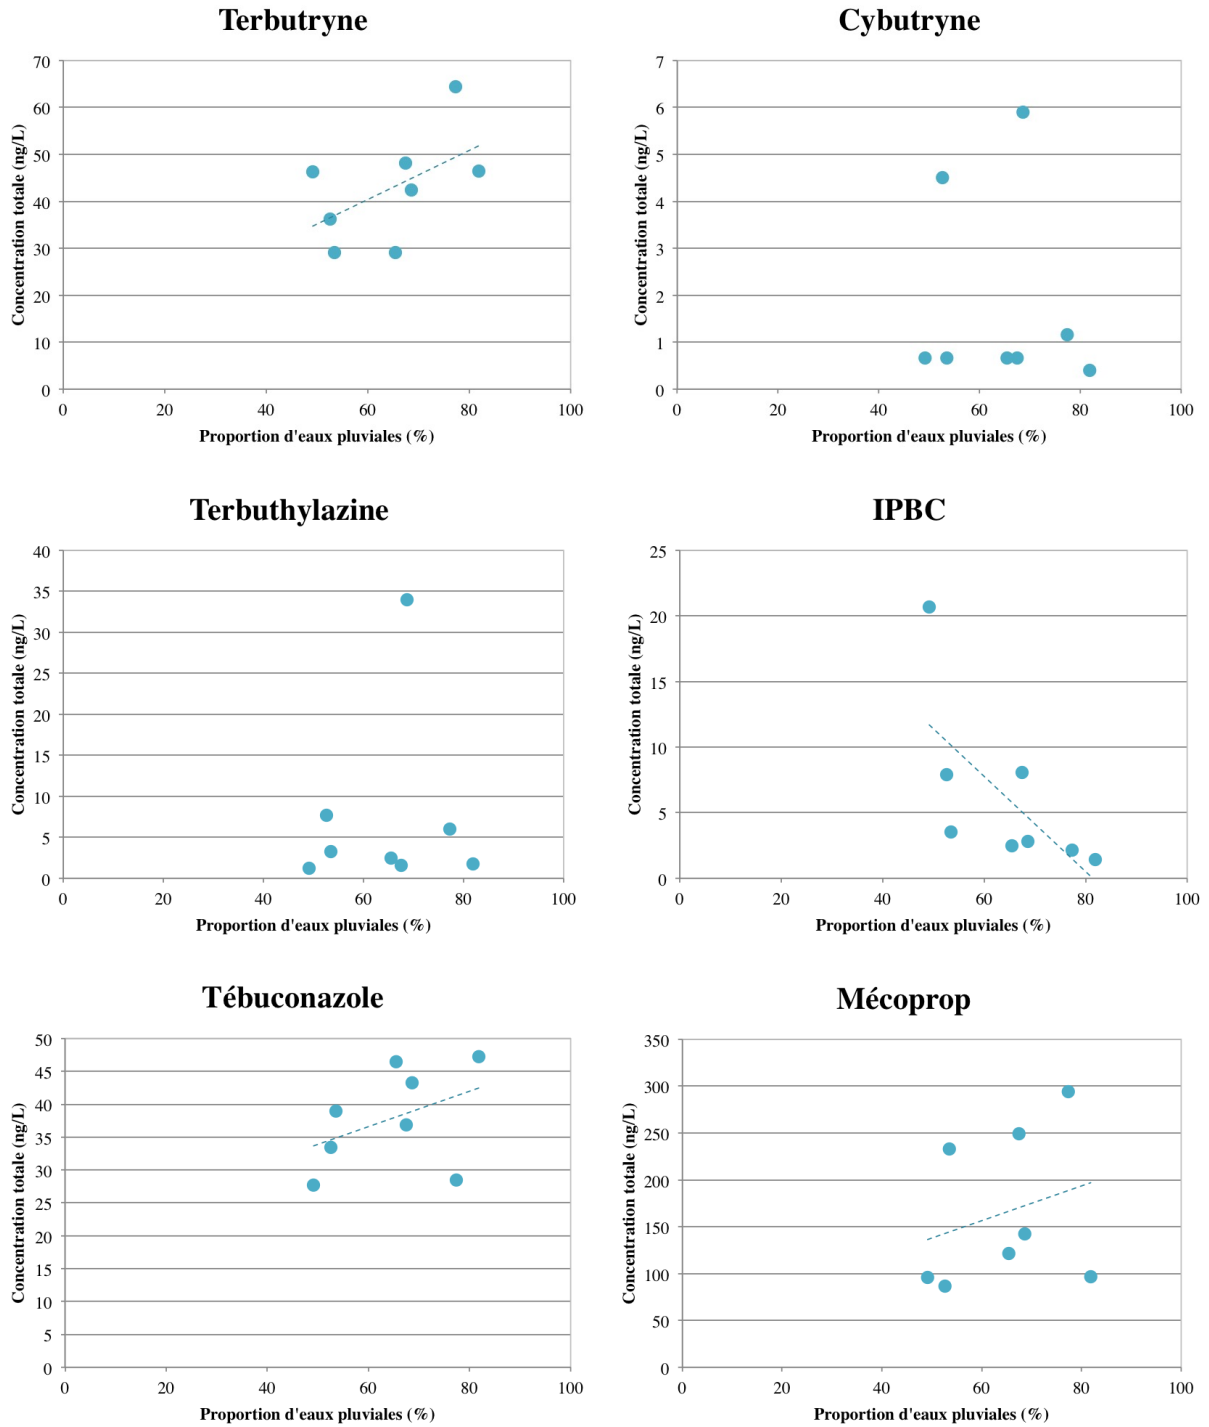 Terbutryne
Concentration totale (ng/L)
70
60
50
40
30
20
10
0
0 20 40 60 80 100
Proportion d'eaux pluviales (%)
Cybutryne
Concentration totale (ng/L)
7
6
5
4
3
2
1
0
0 20 40 60 80 100
Proportion d'eaux pluviales (%)
Terbuthylazine
Concentration totale (ng/L)
40
35
30
25
20
15
10
5
0
0 20 40 60 80 100
Proportion d'eaux pluviales (%)
IPBC
Concentration totale (ng/L)
25
20
15
10
5
0
0 20 40 60 80 100
Proportion d'eaux pluviales (%)
Tébuconazole
Concentration totale (ng/L)
50
45
40
35
30
25
20
15
10
5
0
0 20 40 60 80 100
Proportion d'eaux pluviales (%)
Mécoprop
Concentration totale (ng/L)
350
300
250
200
150
100
50
0
0 20 40 60 80 100
Proportion d'eaux pluviales (%)